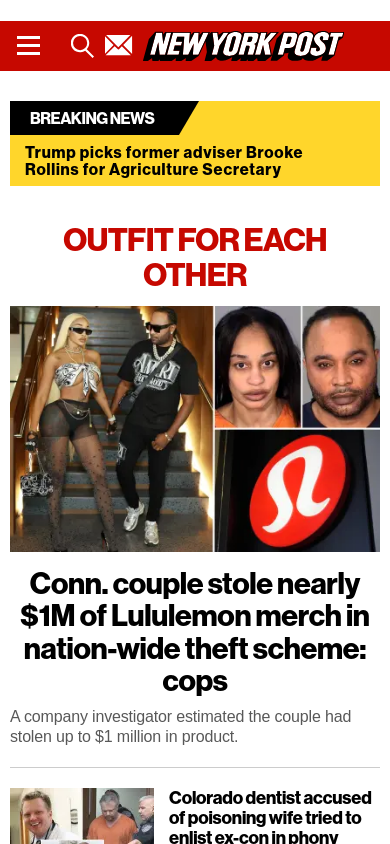 NEW YORK POST
BREAKING NEWS
Trump picks former adviser Brooke
Rollins for Agriculture Secretary
OUTFIT FOR EACH
OTHER
Conn. couple stole nearly
$1M of Lululemon merch in
nation-wide theft scheme:
cops
A company investigator estimated the couple had
stolen up to $1 million in product.
Colorado dentist accused
of poisoning wife tried to
enlist ex-con in phony